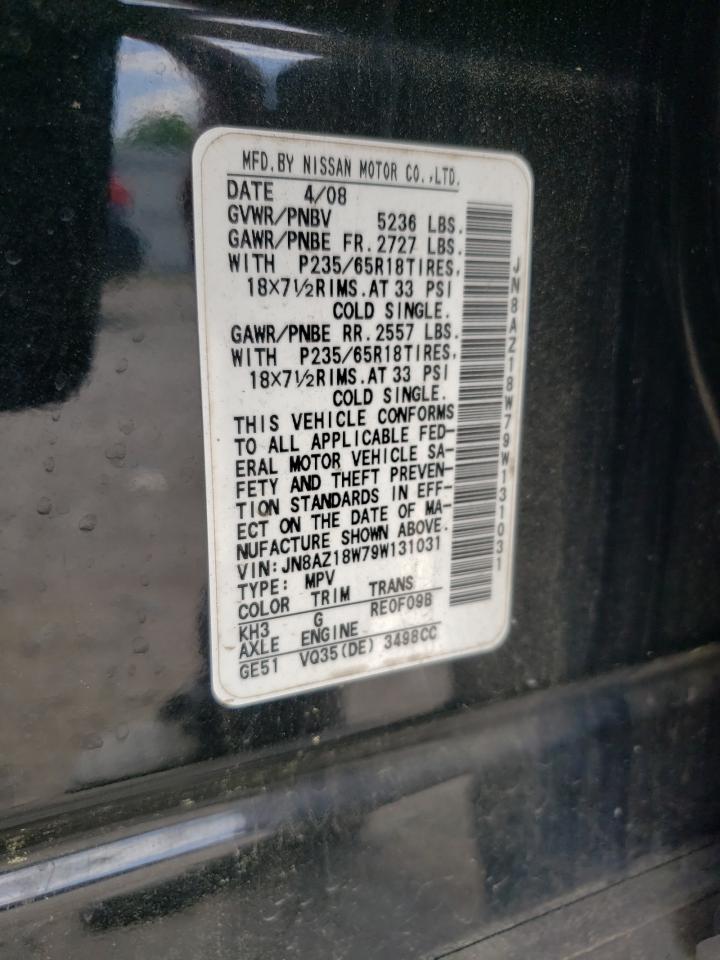 MFD.BY NISSAN MOTOR CO.,LTD.
DATE 4/08
GVWR/PNBV 5236 LBS.
GAWR/PNBE FR.2727 LBS.
WITH P235/65R18TIRES,
18×7½RIMS.AT 33 PSI
COLD SINGLE.
GAWR/PNBE RR.2557 LBS.
WITH P235/65R18TIRES,
18×7½RIMS.AT 33 PSI
COLD SINGLE.
THIS VEHICLE CONFORMS
TO ALL APPLICABLE FED-
ERAL MOTOR VEHICLE SA-
FETY AND THEFT PREVEN-
TION STANDARDS IN EFF-
ECT ON THE DATE OF MA-
NUFACTURE SHOWN ABOVE.
VIN:JN8AZ18W79W131031
TYPE: MPV
COLOR TRIM TRANS
KH3 G RE0F09B
AXLE ENGINE
GE51 VQ35(DE) 3498CC
JN8AZ18W79W131031